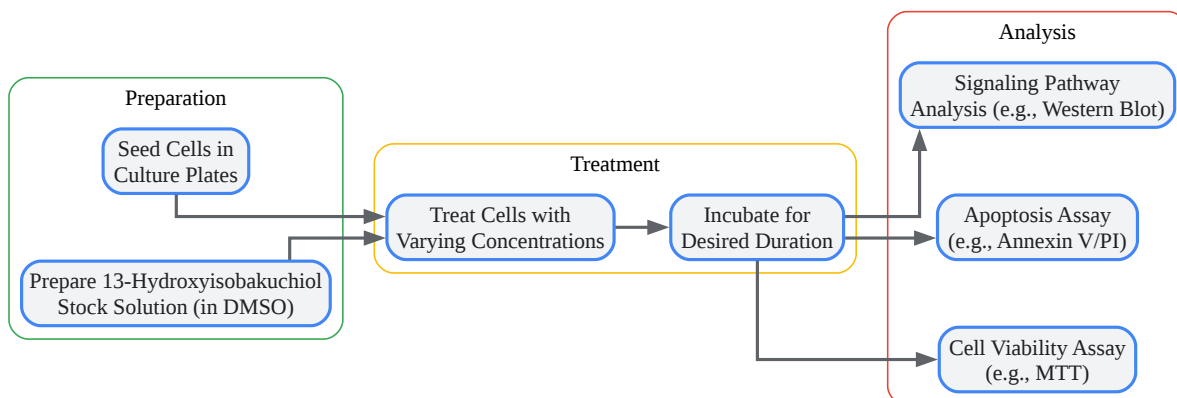 Preparation
Seed Cells in
Culture Plates
Prepare 13-Hydroxyisobakuchiol
Stock Solution (in DMSO)
Treatment
Treat Cells with
Varying Concentrations
Incubate for
Desired Duration
Analysis
Signaling Pathway
Analysis (e.g., Western Blot)
Apoptosis Assay
(e.g., Annexin V/PI)
Cell Viability Assay
(e.g., MTT)